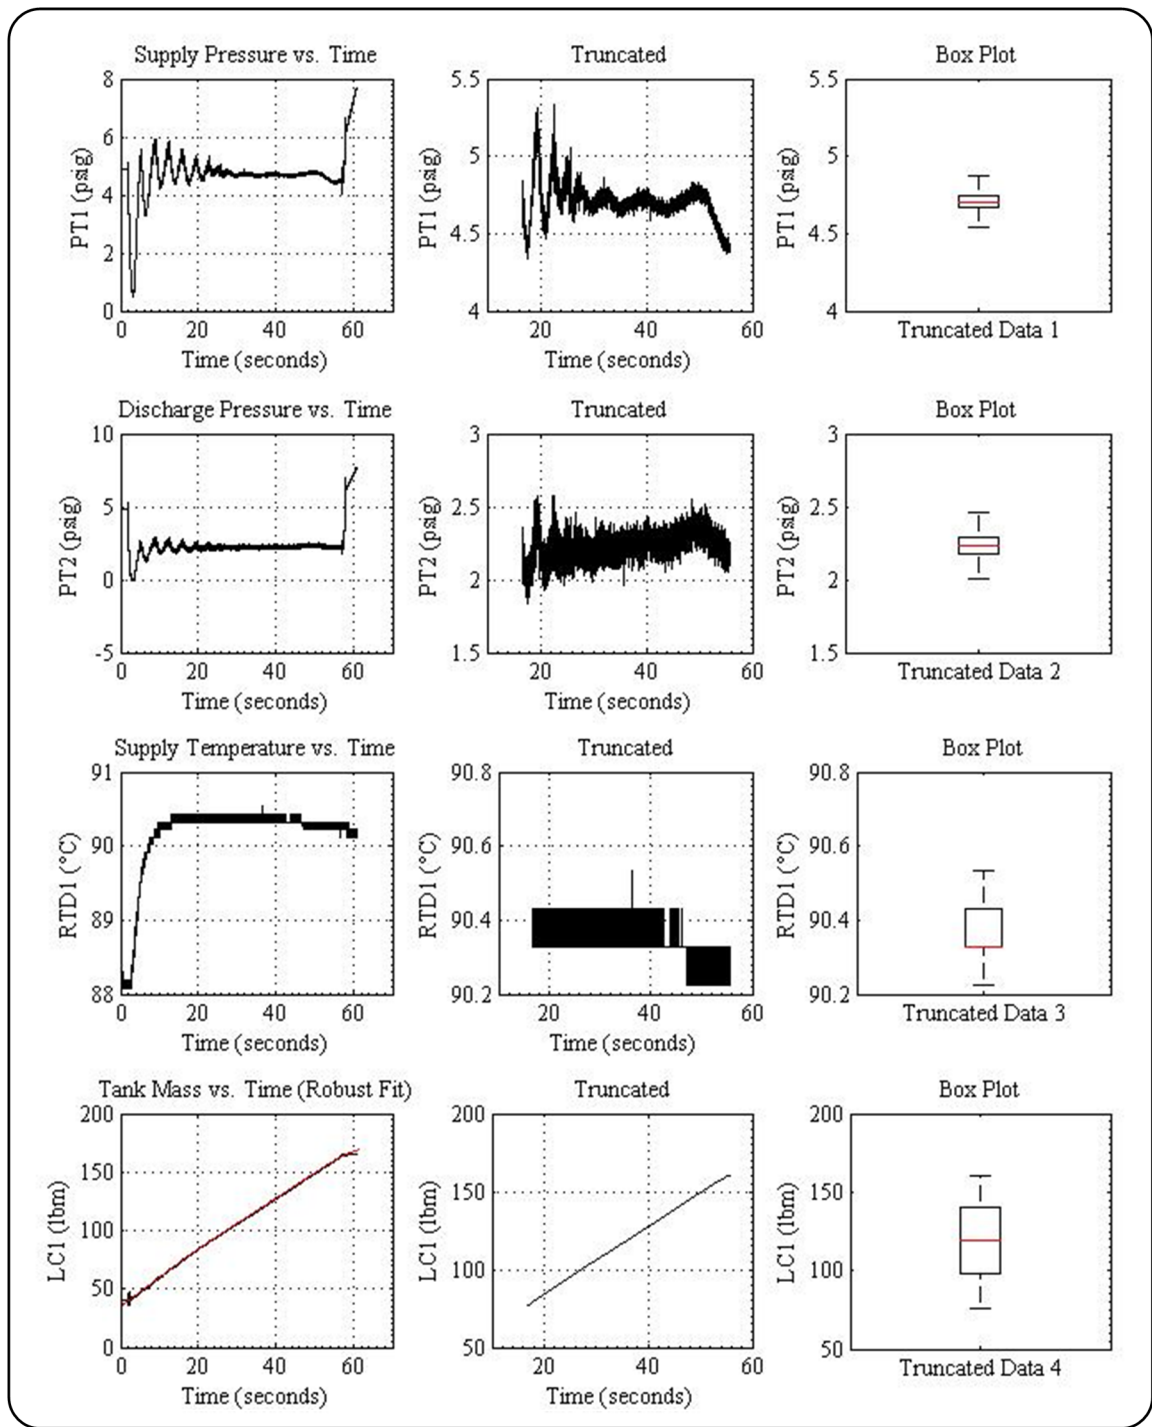 Supply Pressure vs. Time
Truncated
Box Plot
PT1 (psig)
8
6
4
2
0
0 20 40 60
Time (seconds)
PT1 (psig)
5.5
5
4.5
4
20 40 60
Time (seconds)
PT1 (psig)
5.5
5
4.5
4
Truncated Data 1
Discharge Pressure vs. Time
Truncated
Box Plot
PT2 (psig)
10
5
0
-5
0 20 40 60
Time (seconds)
PT2 (psig)
3
2.5
2
1.5
20 40 60
Time (seconds)
PT2 (psig)
3
2.5
2
1.5
Truncated Data 2
Supply Temperature vs. Time
Truncated
Box Plot
RTD1 (°C)
91
90
89
88
0 20 40 60
Time (seconds)
RTD1 (°C)
90.8
90.6
90.4
90.2
20 40 60
Time (seconds)
RTD1 (°C)
90.8
90.6
90.4
90.2
Truncated Data 3
Tank Mass vs. Time (Robust Fit)
Truncated
Box Plot
LC1 (lbm)
200
150
100
50
0
0 20 40 60
Time (seconds)
LC1 (lbm)
200
150
100
50
20 40 60
Time (seconds)
LC1 (lbm)
200
150
100
50
Truncated Data 4